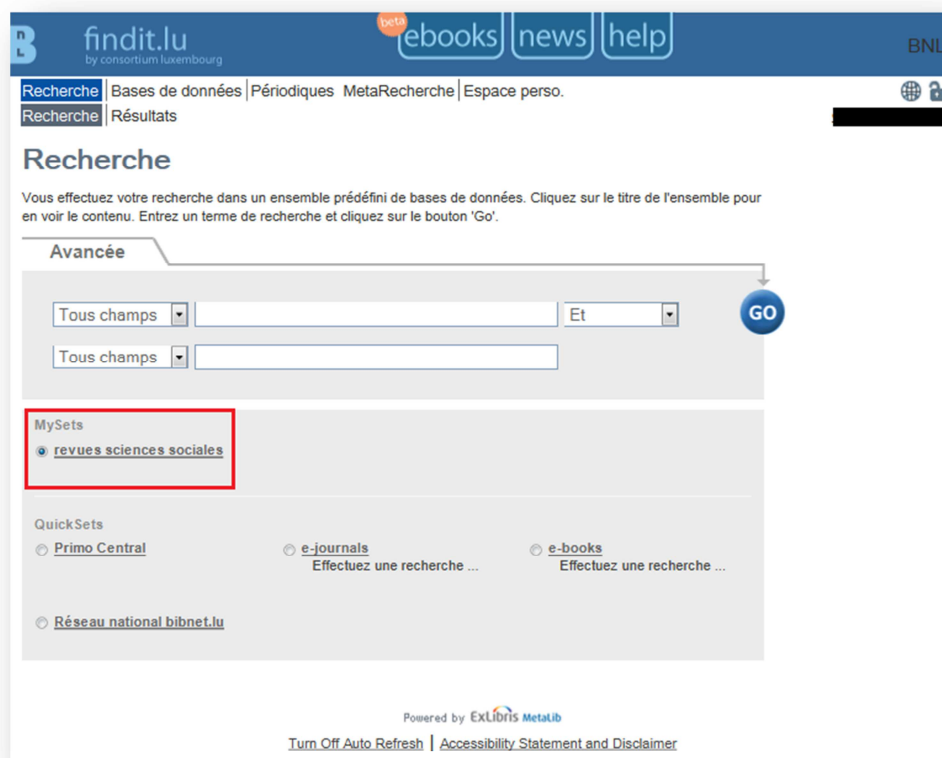 beta
findit.lu
by consortium luxembourg
ebooks news help
BNL
Recherche Bases de données Périodiques MetaRecherche Espace perso.
Recherche Résultats
Recherche
Vous effectuez votre recherche dans un ensemble prédéfini de bases de données. Cliquez sur le titre de l'ensemble pour
en voir le contenu. Entrez un terme de recherche et cliquez sur le bouton 'Go'.
Avancée
Tous champs Et GO
Tous champs
MySets
revues sciences sociales
QuickSets
Primo Central e-journals e-books
Effectuez une recherche ... Effectuez une recherche ...
Réseau national bibnet.lu
Powered by ExLibris MetaLib
Turn Off Auto Refresh | Accessibility Statement and Disclaimer